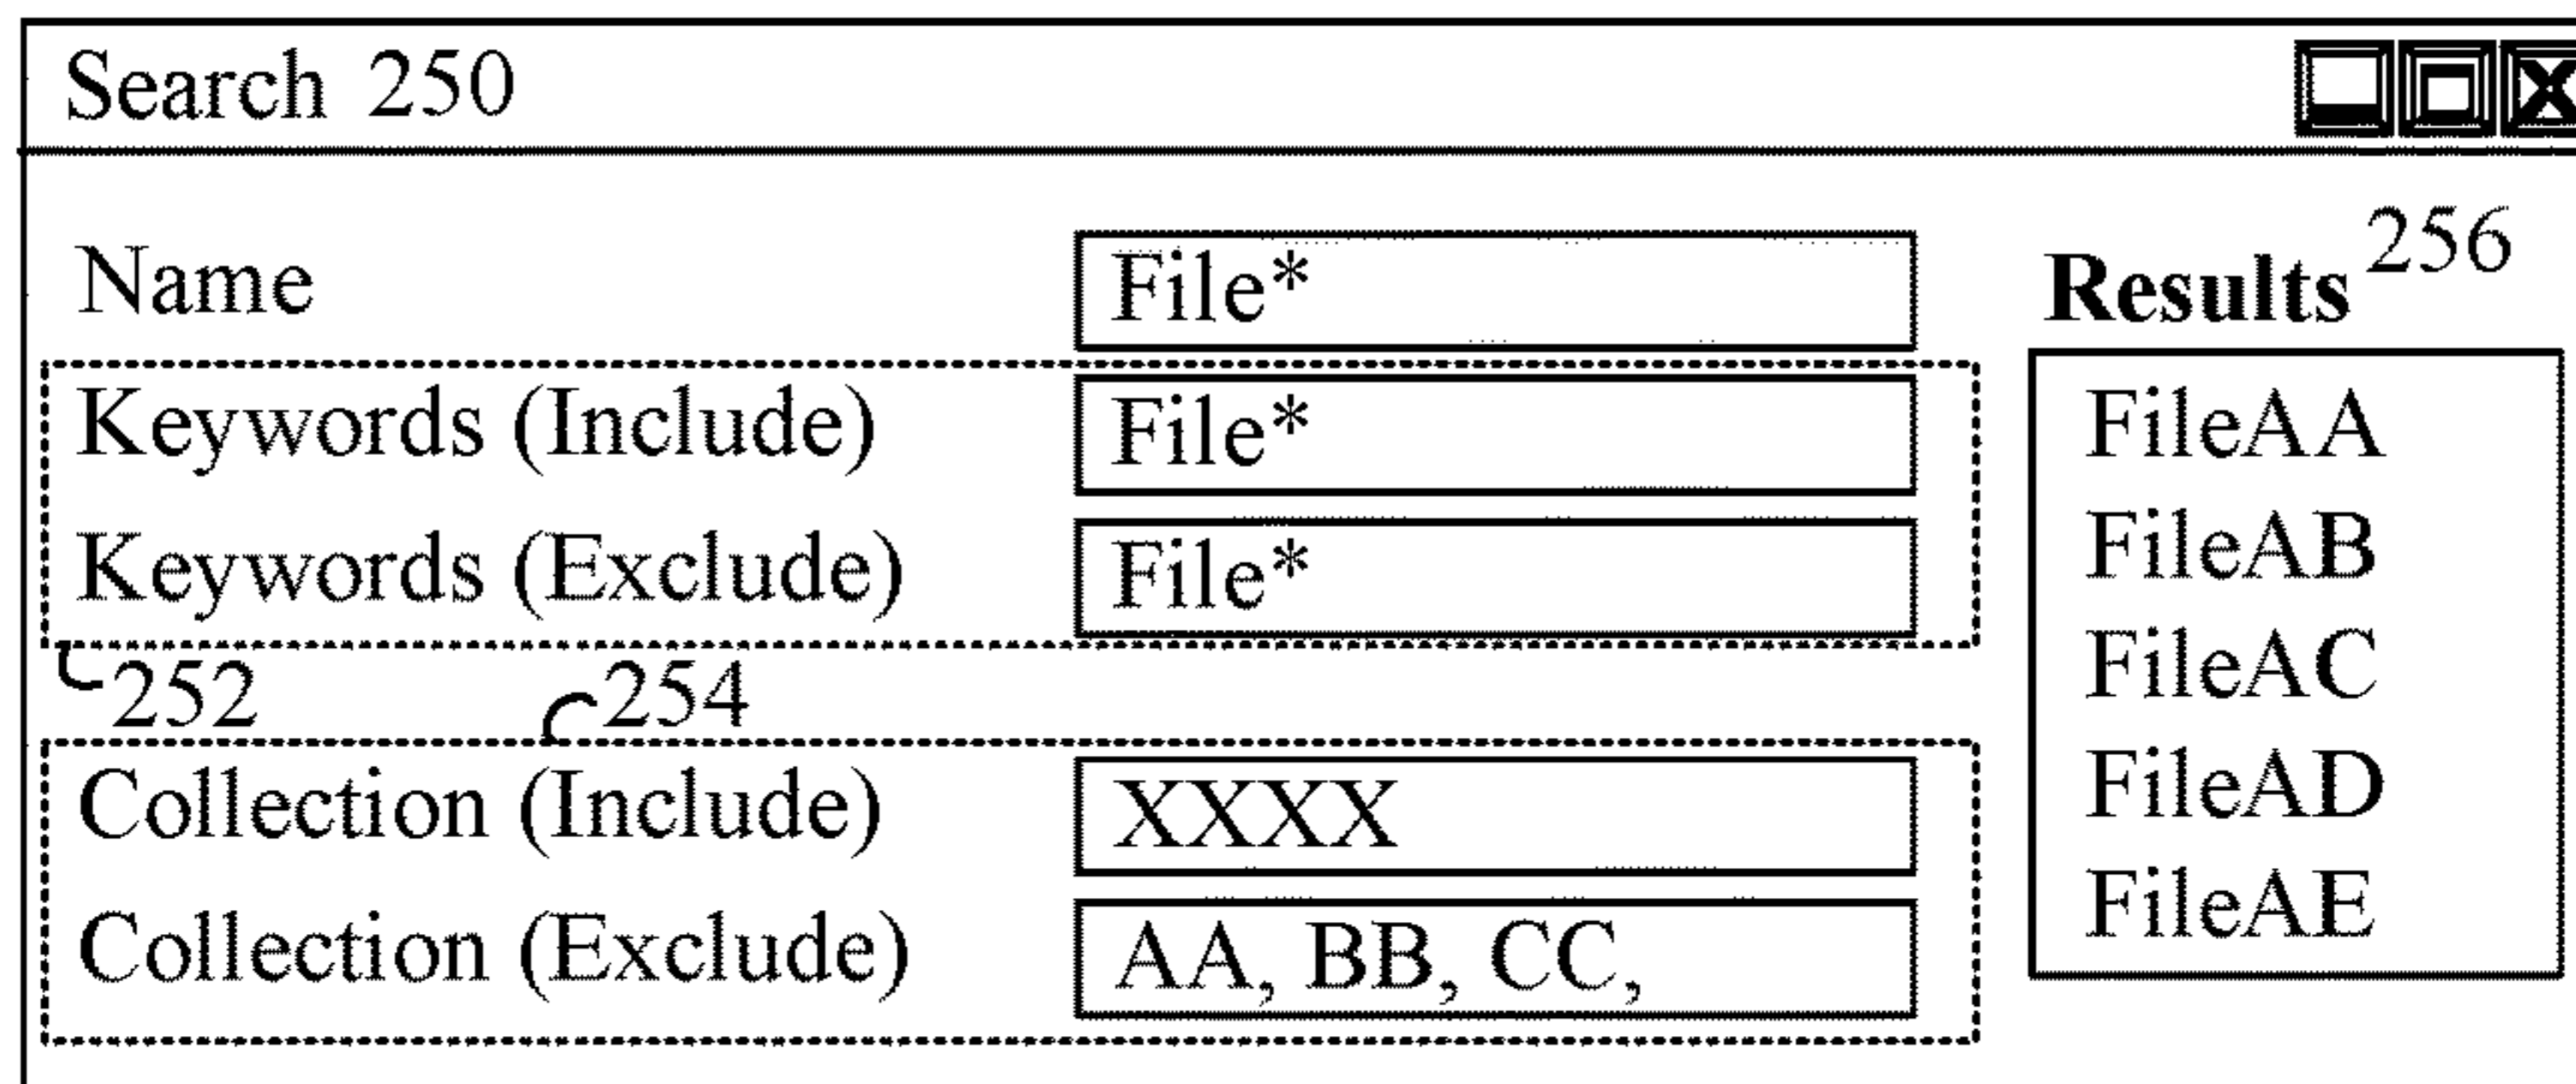 Search 250
Name File*
Keywords (Include) File*
Keywords (Exclude) File*
252 254
Collection (Include) XXXX
Collection (Exclude) AA, BB, CC,
Results 256
FileAA
FileAB
FileAC
FileAD
FileAE